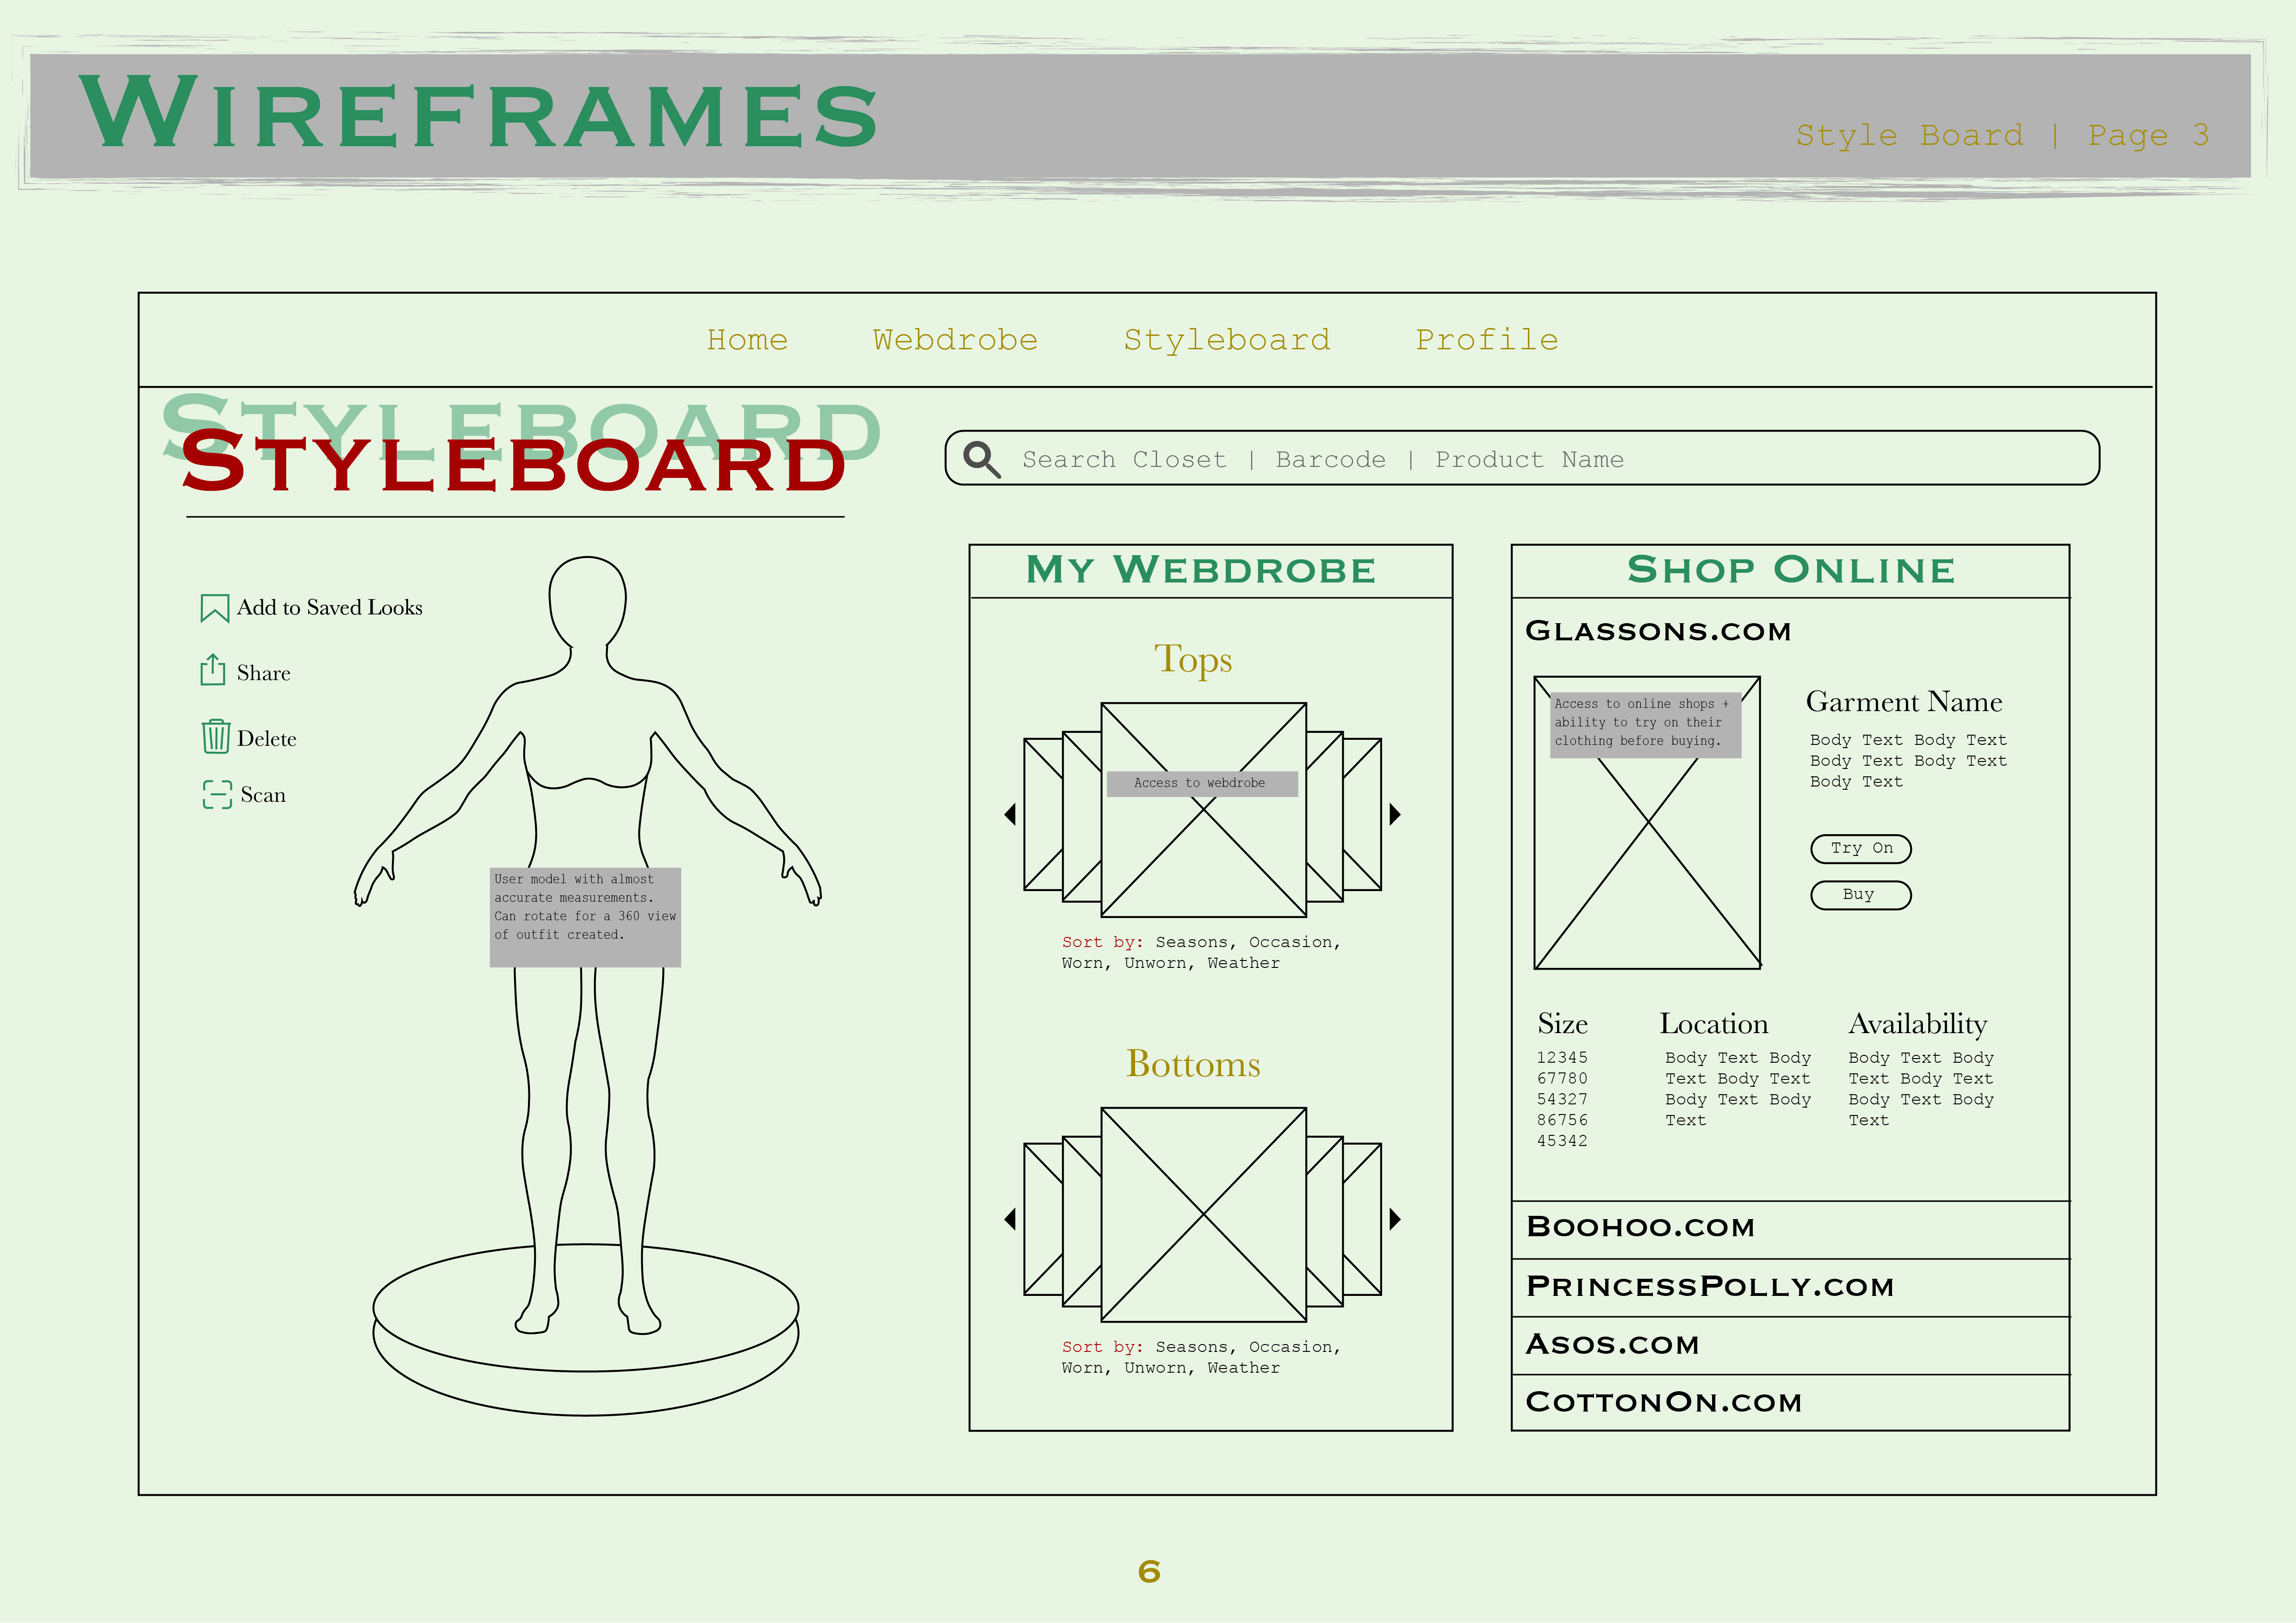 Wireframes
Style Board | Page 3
Home Webdrobe Styleboard Profile
Styleboard
Styleboard
Search Closet | Barcode | Product Name
Add to Saved Looks
Share
Delete
Scan
User model with almost
accurate measurements.
Can rotate for a 360 view
of outfit created.
My Webdrobe
Tops
Access to webdrobe
Sort by: Seasons, Occasion,
Worn, Unworn, Weather
Bottoms
Sort by: Seasons, Occasion,
Worn, Unworn, Weather
Shop Online
Glassons.com
Access to online shops +
ability to try on their
clothing before buying.
Garment Name
Body Text Body Text
Body Text Body Text
Body Text
Try On
Buy
Size
12345
67780
54327
86756
45342
Location
Body Text Body
Text Body Text
Body Text Body
Text
Availability
Body Text Body
Text Body Text
Body Text Body
Text
Boohoo.com
PrincessPolly.com
Asos.com
CottonOn.com
6